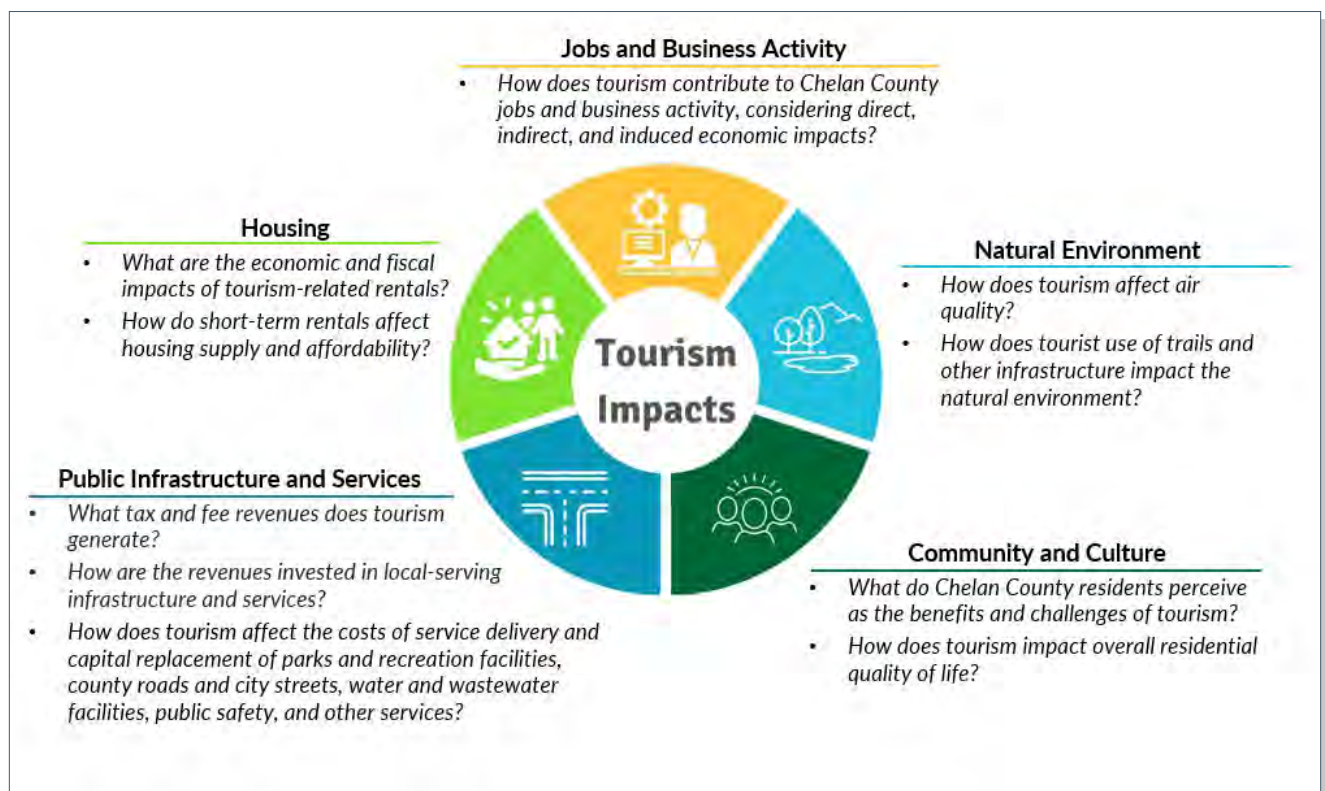 Jobs and Business Activity
• How does tourism contribute to Chelan County
jobs and business activity, considering direct,
indirect, and induced economic impacts?
Housing
• What are the economic and fiscal
impacts of tourism-related rentals?
• How do short-term rentals affect
housing supply and affordability?
Natural Environment
• How does tourism affect air
quality?
• How does tourist use of trails and
other infrastructure impact the
natural environment?
Tourism
Impacts
Public Infrastructure and Services
• What tax and fee revenues does tourism
generate?
• How are the revenues invested in local-serving
infrastructure and services?
• How does tourism affect the costs of service delivery and
capital replacement of parks and recreation facilities,
county roads and city streets, water and wastewater
facilities, public safety, and other services?
Community and Culture
• What do Chelan County residents perceive
as the benefits and challenges of tourism?
• How does tourism impact overall residential
quality of life?